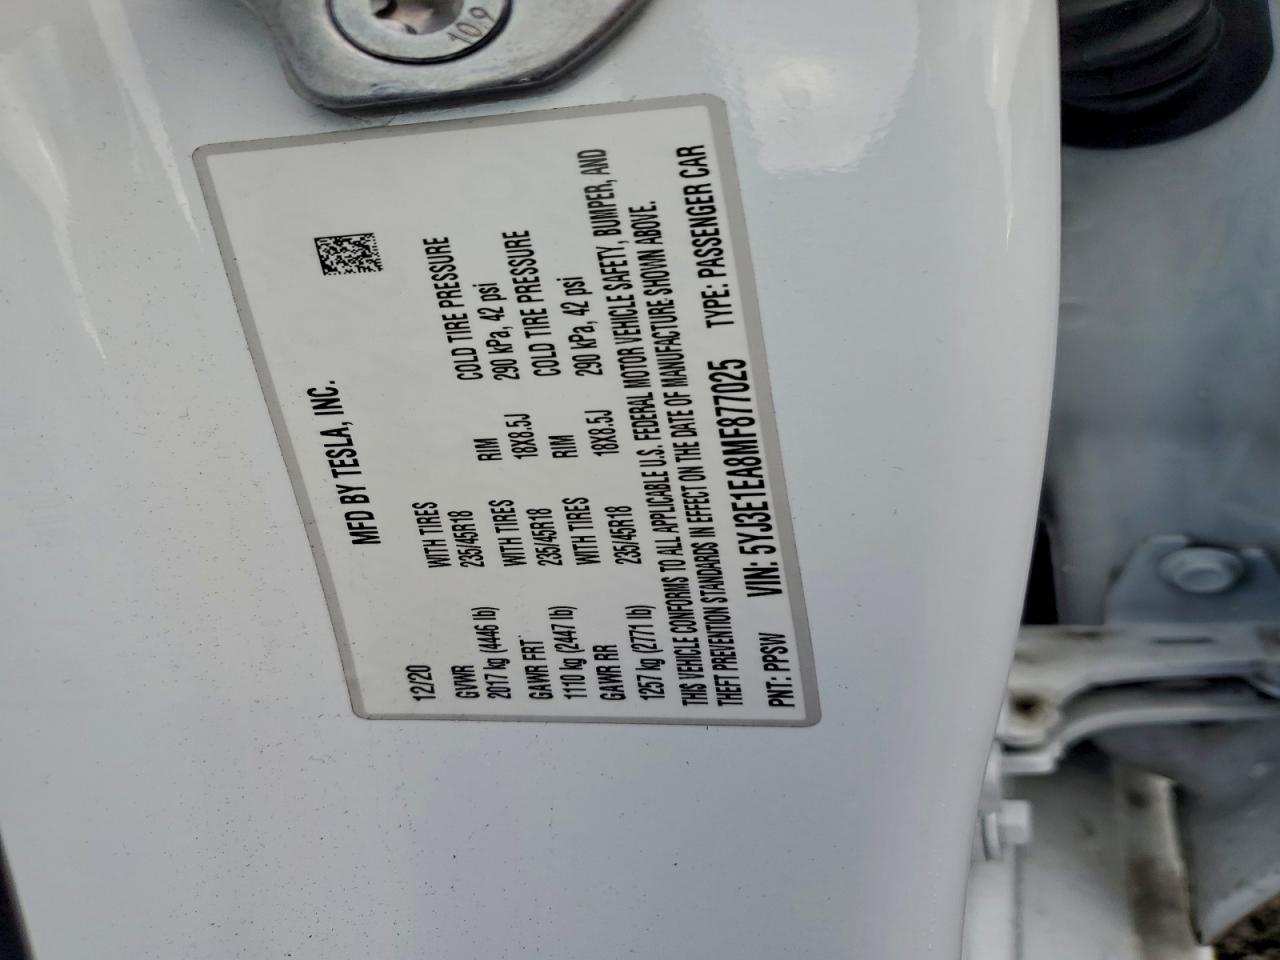 10.9
MFD BY TESLA, INC.
12/20
GVWR WITH TIRES RIM COLD TIRE PRESSURE
2017 kg (4446 lb) 235/45R18 18X8.5J 290 kPa, 42 psi
GAWR FRT WITH TIRES RIM COLD TIRE PRESSURE
1110 kg (2447 lb) 235/45R18 18X8.5J 290 kPa, 42 psi
GAWR RR WITH TIRES
1257 kg (2771 lb) 235/45R18
THIS VEHICLE CONFORMS TO ALL APPLICABLE U.S. FEDERAL MOTOR VEHICLE SAFETY, BUMPER, AND
THEFT PREVENTION STANDARDS IN EFFECT ON THE DATE OF MANUFACTURE SHOWN ABOVE.
PNT: PPSW VIN: 5YJ3E1EA8MF877025 TYPE: PASSENGER CAR